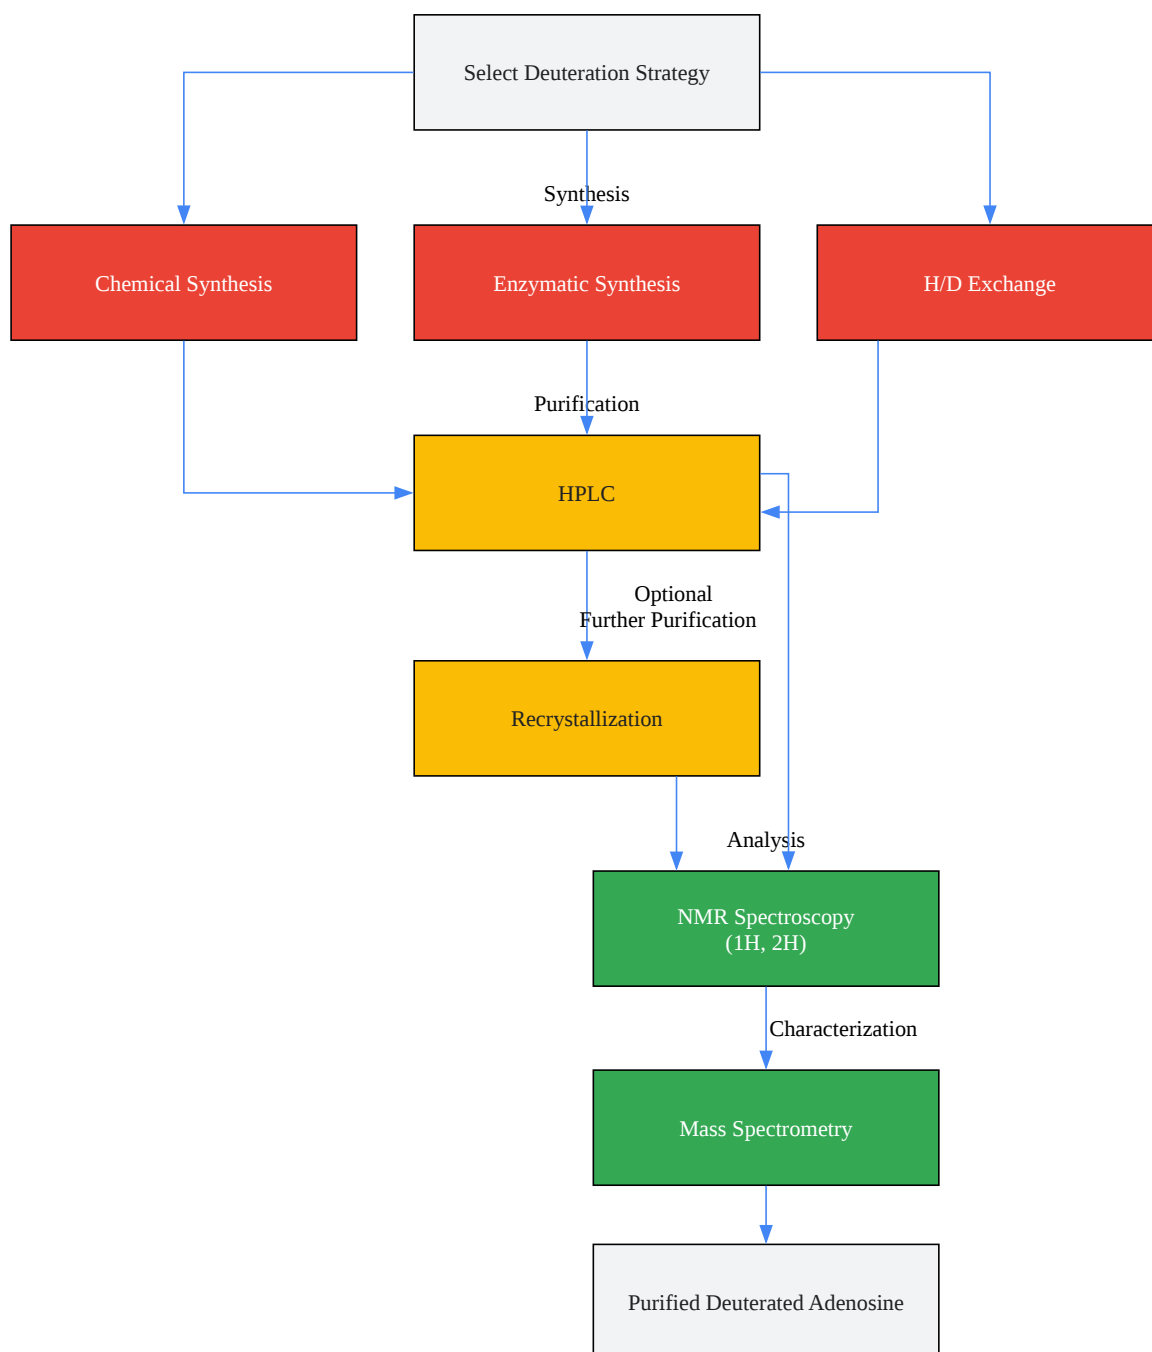 Select Deuteration Strategy
Synthesis
Chemical Synthesis
Enzymatic Synthesis
H/D Exchange
Purification
HPLC
Optional
Further Purification
Recrystallization
Analysis
NMR Spectroscopy
(1H, 2H)
Characterization
Mass Spectrometry
Purified Deuterated Adenosine